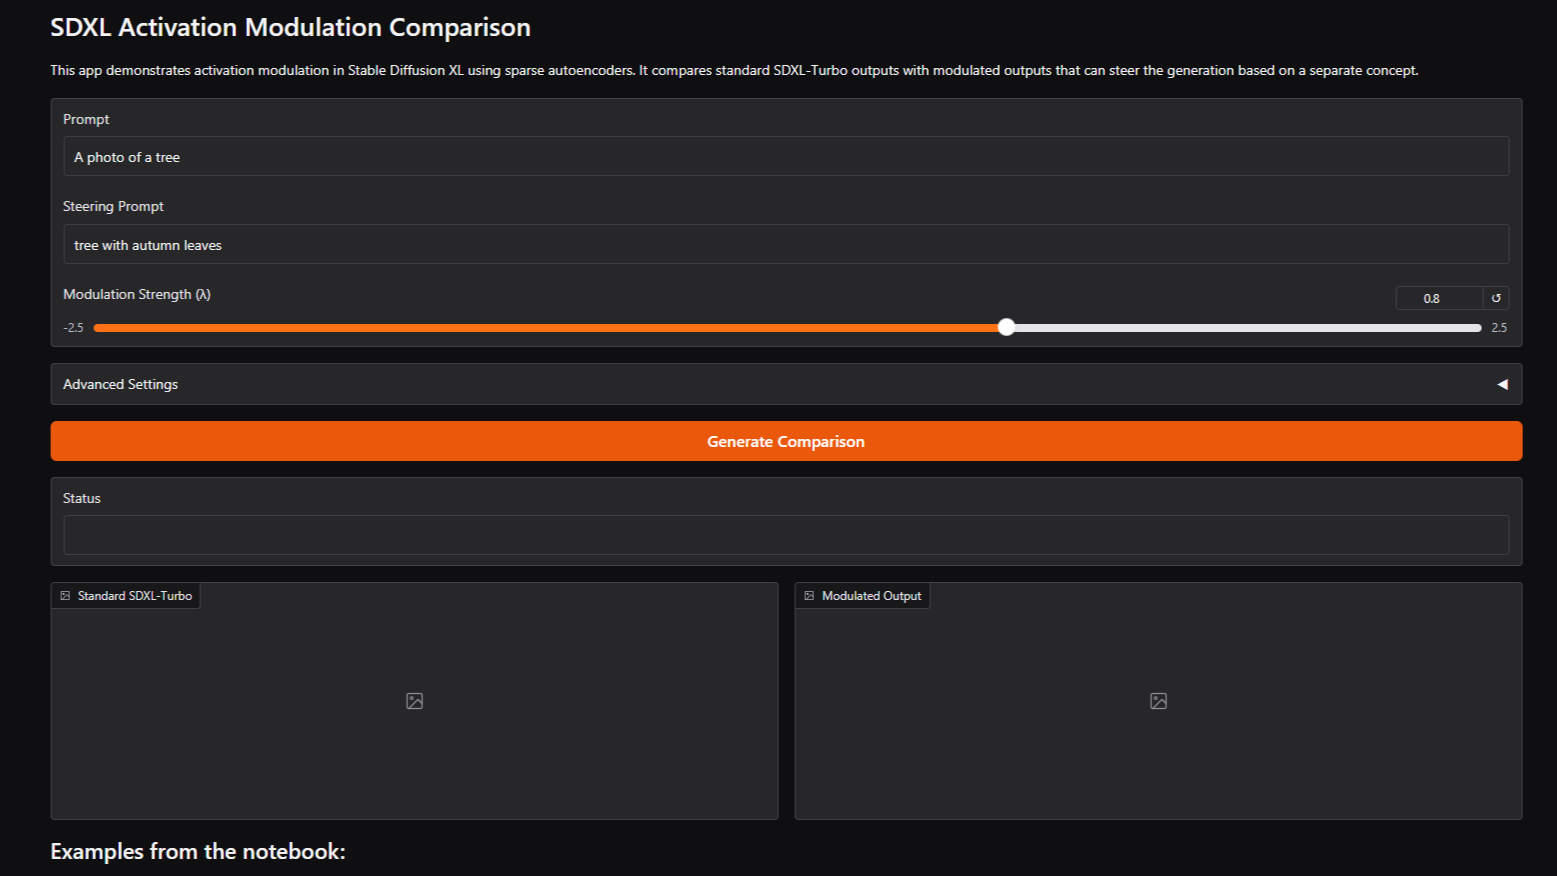 SDXL Activation Modulation Comparison
This app demonstrates activation modulation in Stable Diffusion XL using sparse autoencoders. It compares standard SDXL-Turbo outputs with modulated outputs that can steer the generation based on a separate concept.
Prompt
A photo of a tree
Steering Prompt
tree with autumn leaves
Modulation Strength (λ)
0.8
-2.5
2.5
Advanced Settings
Generate Comparison
Status
Standard SDXL-Turbo
Modulated Output
Examples from the notebook: